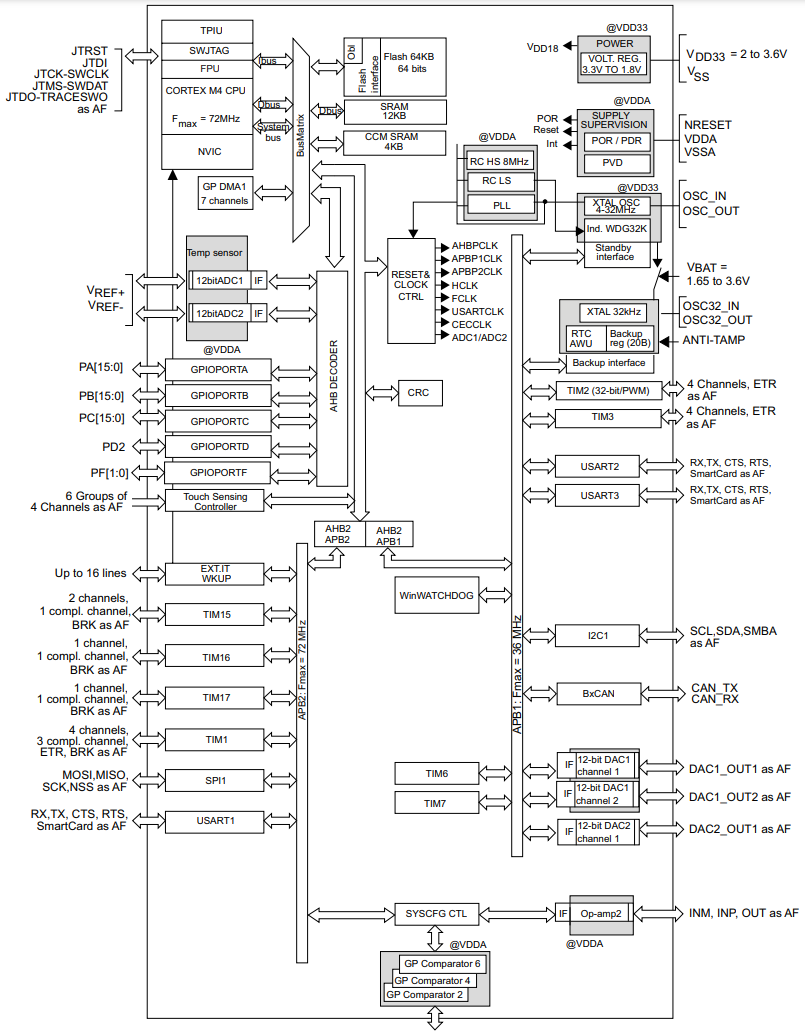 TPIU
SWJTAG
FPU
CORTEX M4 CPU
Fmax = 72MHz
NVIC
JTRST
JTDI
JTCK-SWCLK
JTMS-SWDAT
JTDO-TRACESWO
as AF
Ibus
Dbus
System
bus
GP DMA1
7 channels
BusMatrix
Obl
Flash
interface
Flash 64KB
64 bits
Dbus
SRAM
12KB
CCM SRAM
4KB
@VDD33
POWER
VOLT. REG.
3.3V TO 1.8V
VDD18
VDD33 = 2 to 3.6V
VSS
@VDDA
SUPPLY
SUPERVISION
POR / PDR
PVD
POR
Reset
Int
NRESET
VDDA
VSSA
@VDDA
RC HS 8MHz
RC LS
PLL
@VDD33
XTAL OSC
4-32MHz
Ind. WDG32K
Standby
interface
OSC_IN
OSC_OUT
VBAT =
1.65 to 3.6V
XTAL 32kHz
RTC
AWU
Backup
reg (20B)
Backup interface
OSC32_IN
OSC32_OUT
ANTI-TAMP
RESET&
CLOCK
CTRL
AHBPCLK
APBP1CLK
APBP2CLK
HCLK
FCLK
USARTCLK
CECCLK
ADC1/ADC2
Temp sensor
12bitADC1
IF
12bitADC2
IF
@VDDA
VREF+
VREF-
AHB DECODER
CRC
PA[15:0]
GPIOPORTA
PB[15:0]
GPIOPORTB
PC[15:0]
GPIOPORTC
PD2
GPIOPORTD
PF[1:0]
GPIOPORTF
6 Groups of
4 Channels as AF
Touch Sensing
Controller
TIM2 (32-bit/PWM)
4 Channels, ETR
as AF
TIM3
4 Channels, ETR
as AF
USART2
RX,TX, CTS, RTS,
SmartCard as AF
USART3
RX,TX, CTS, RTS,
SmartCard as AF
AHB2
APB2
AHB2
APB1
Up to 16 lines
EXT.IT
WKUP
2 channels,
1 compl. channel,
BRK as AF
TIM15
1 channel,
1 compl. channel,
BRK as AF
TIM16
1 channel,
1 compl. channel,
BRK as AF
TIM17
4 channels,
3 compl. channel,
ETR, BRK as AF
TIM1
MOSI,MISO,
SCK,NSS as AF
SPI1
RX,TX, CTS, RTS,
SmartCard as AF
USART1
APB2: Fmax = 72 MHz
WinWATCHDOG
APB1: Fmax = 36 MHz
I2C1
SCL,SDA,SMBA
as AF
BxCAN
CAN_TX
CAN_RX
TIM6
TIM7
IF
12-bit DAC1
channel 1
DAC1_OUT1 as AF
IF
12-bit DAC1
channel 2
DAC1_OUT2 as AF
IF
12-bit DAC2
channel 1
DAC2_OUT1 as AF
SYSCFG CTL
IF
Op-amp2
INM, INP, OUT as AF
@VDDA
@VDDA
GP Comparator 6
GP Comparator 4
GP Comparator 2